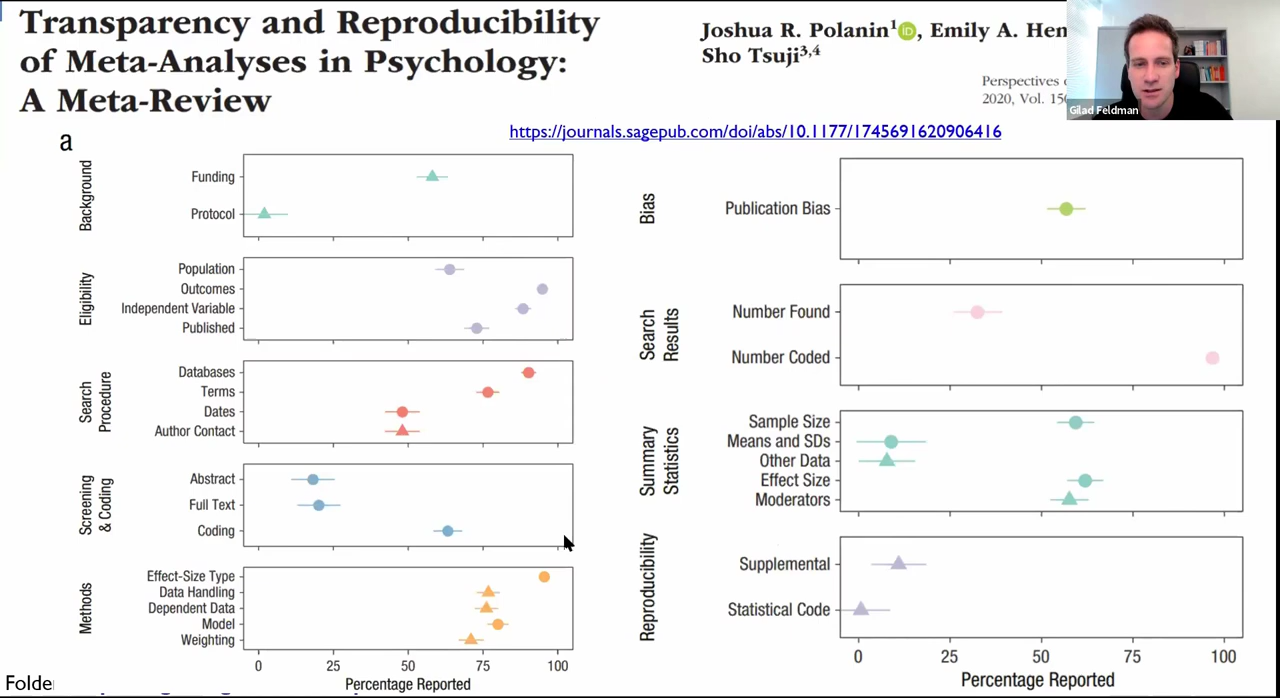 Transparency and Reproducibility
of Meta-Analyses in Psychology:
A Meta-Review
Joshua R. Polanin¹ iD, Emily A.
Sho Tsuji³,⁴
Perspectives
2020, Vol.
Gilad Feldman
https://journals.sagepub.com/doi/abs/10.1177/1745691620906416
a
Background
Funding
Protocol
Eligibility
Population
Outcomes
Independent Variable
Published
Search
Procedure
Databases
Terms
Dates
Author Contact
Screening
& Coding
Abstract
Full Text
Coding
Methods
Effect-Size Type
Data Handling
Dependent Data
Model
Weighting
0 25 50 75 100
Percentage Reported
Bias
Publication Bias
Search
Results
Number Found
Number Coded
Summary
Statistics
Sample Size
Means and SDs
Other Data
Effect Size
Moderators
Reproducibility
Supplemental
Statistical Code
0 25 50 75 100
Percentage Reported